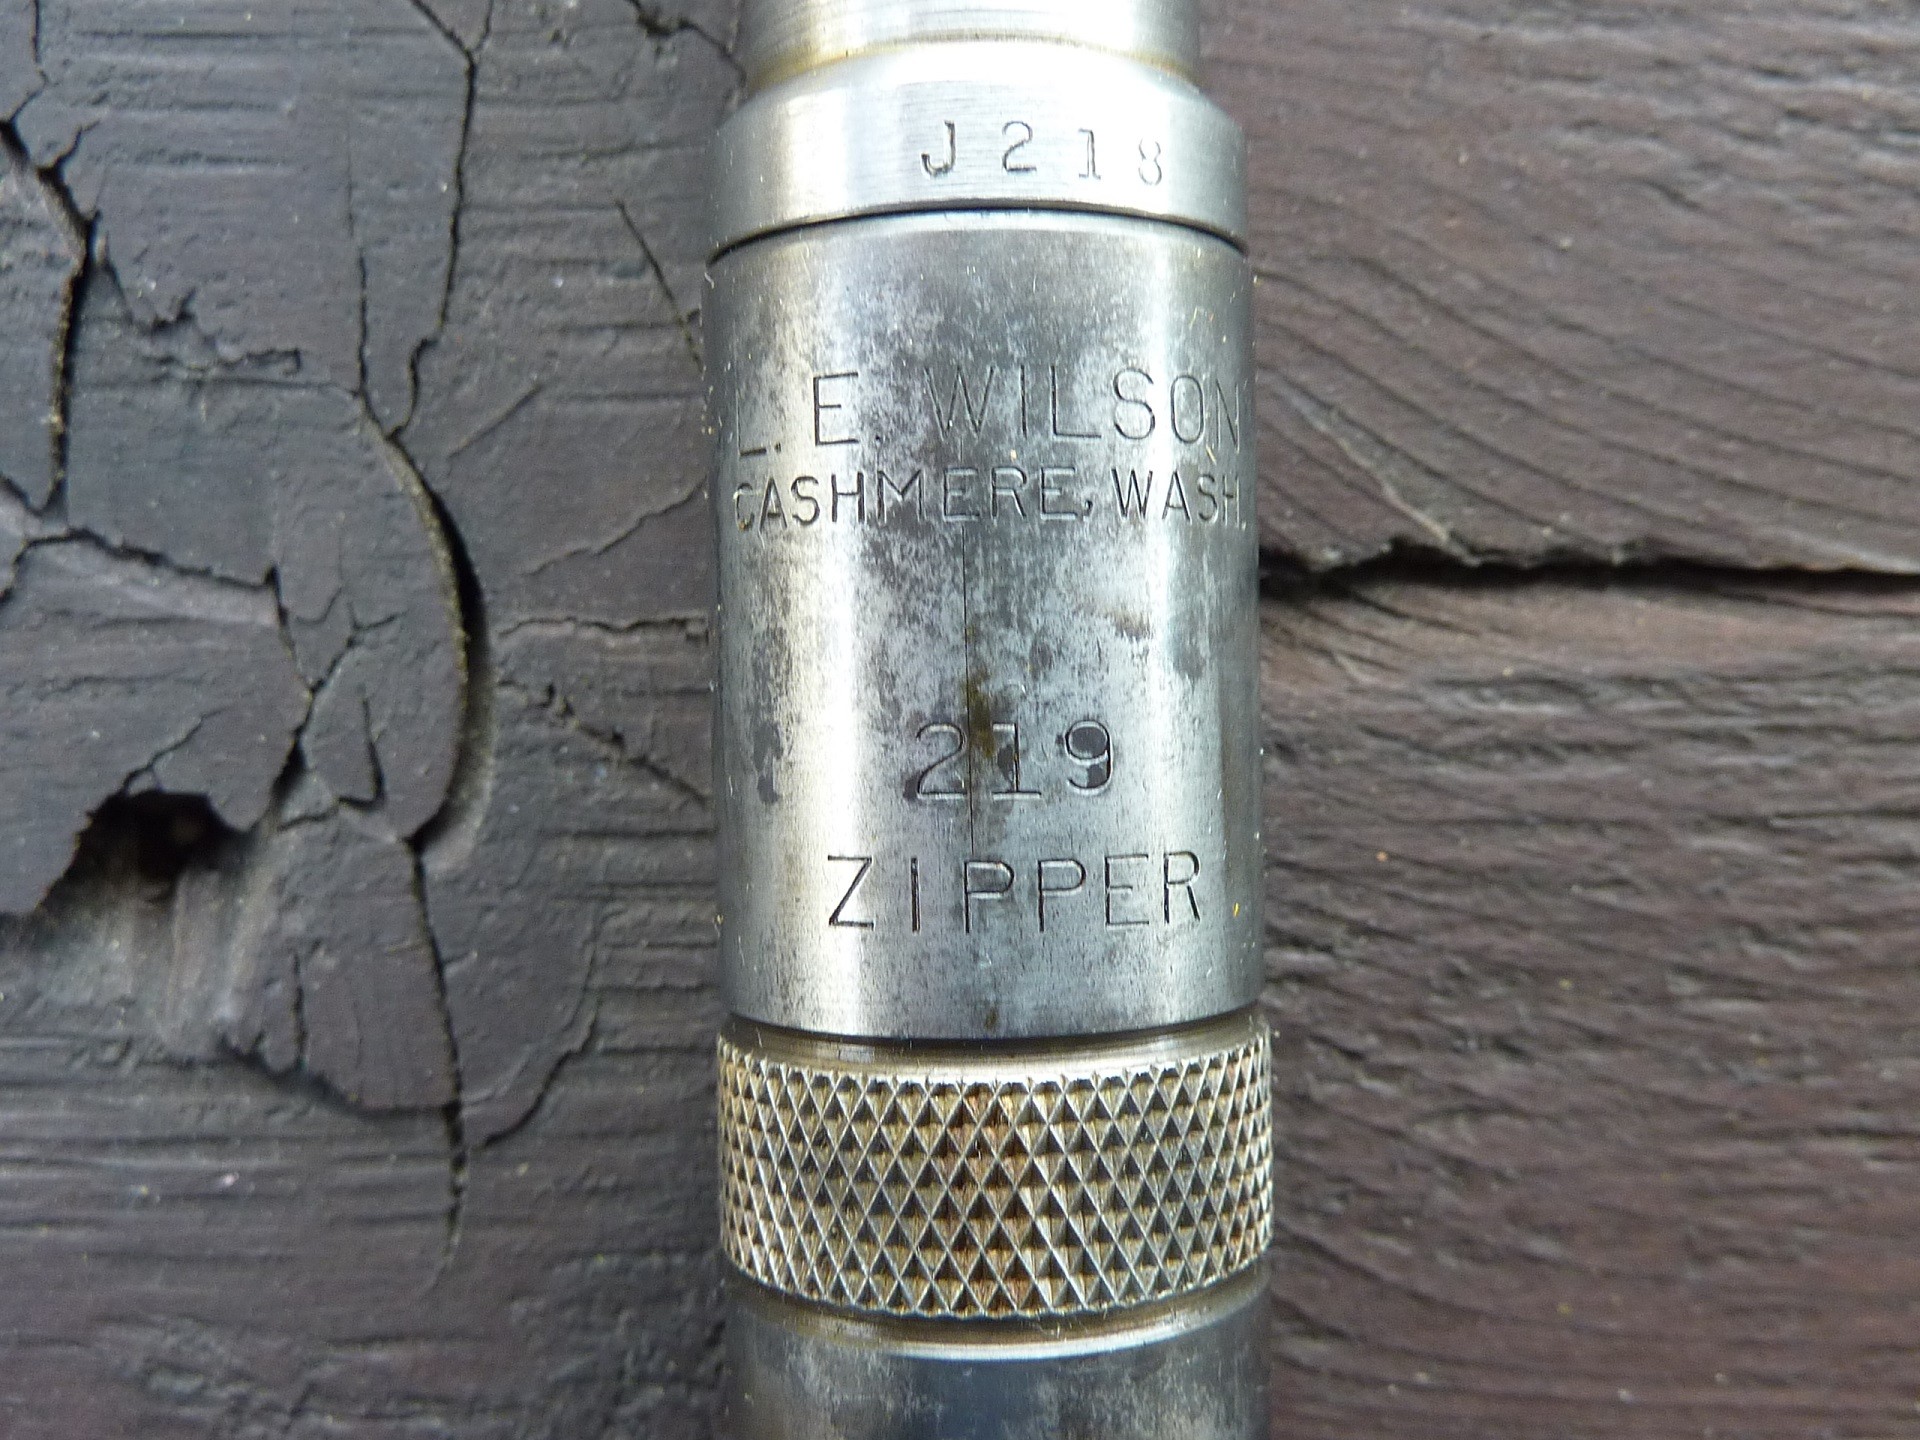 J218
L. E. WILSON
CASHMERE, WASH.
219
ZIPPER